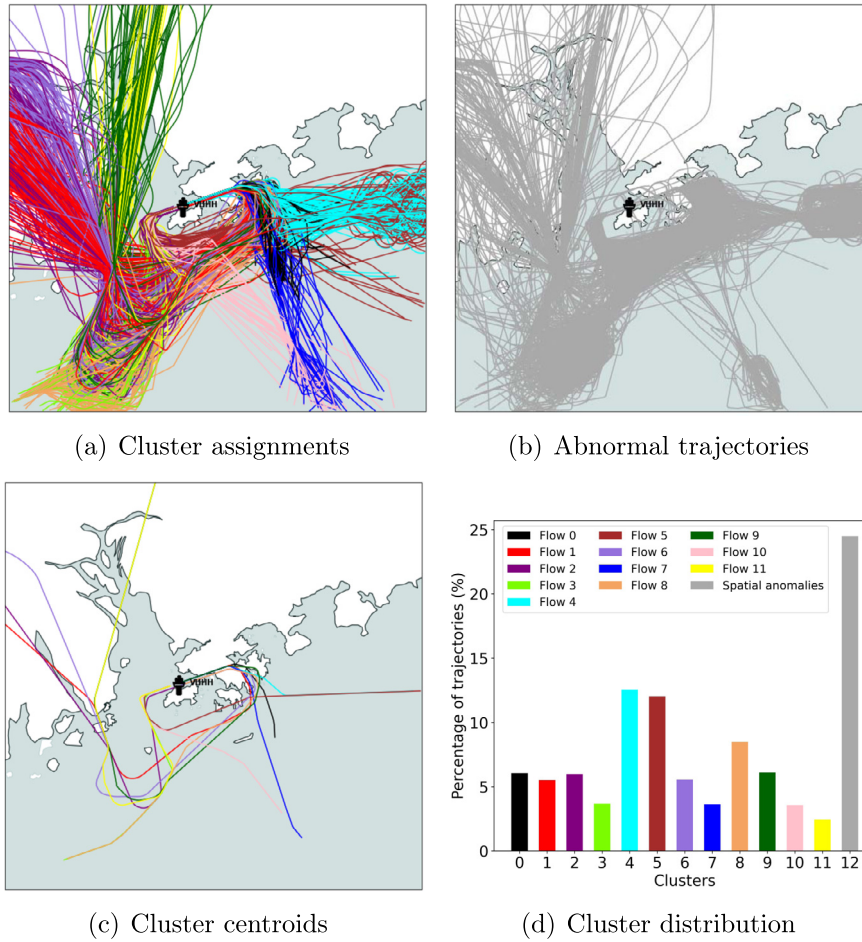 VHHH
VHHH
(a) Cluster assignments
(b) Abnormal trajectories
VHHH
25
20
15
10
5
0
Percentage of trajectories (%)
Flow 0
Flow 1
Flow 2
Flow 3
Flow 4
Flow 5
Flow 6
Flow 7
Flow 8
Flow 9
Flow 10
Flow 11
Spatial anomalies
0 1 2 3 4 5 6 7 8 9 10 11 12
Clusters
(c) Cluster centroids
(d) Cluster distribution